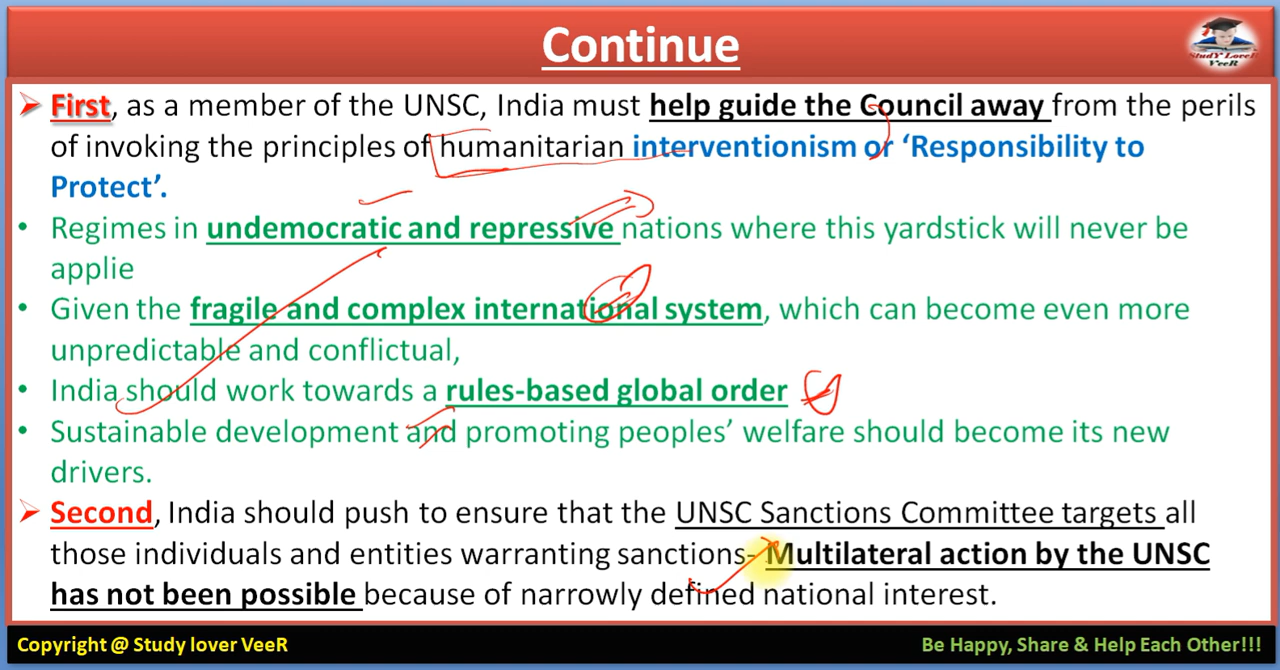 Continue
StudY LoveR
VeeR
First, as a member of the UNSC, India must help guide the Council away from the perils
of invoking the principles of humanitarian interventionism or ‘Responsibility to
Protect’.
• Regimes in undemocratic and repressive nations where this yardstick will never be
applie
• Given the fragile and complex international system, which can become even more
unpredictable and conflictual,
• India should work towards a rules-based global order
• Sustainable development and promoting peoples’ welfare should become its new
drivers.
Second, India should push to ensure that the UNSC Sanctions Committee targets all
those individuals and entities warranting sanctions- Multilateral action by the UNSC
has not been possible because of narrowly defined national interest.
Copyright @ Study lover VeeR
Be Happy, Share & Help Each Other!!!